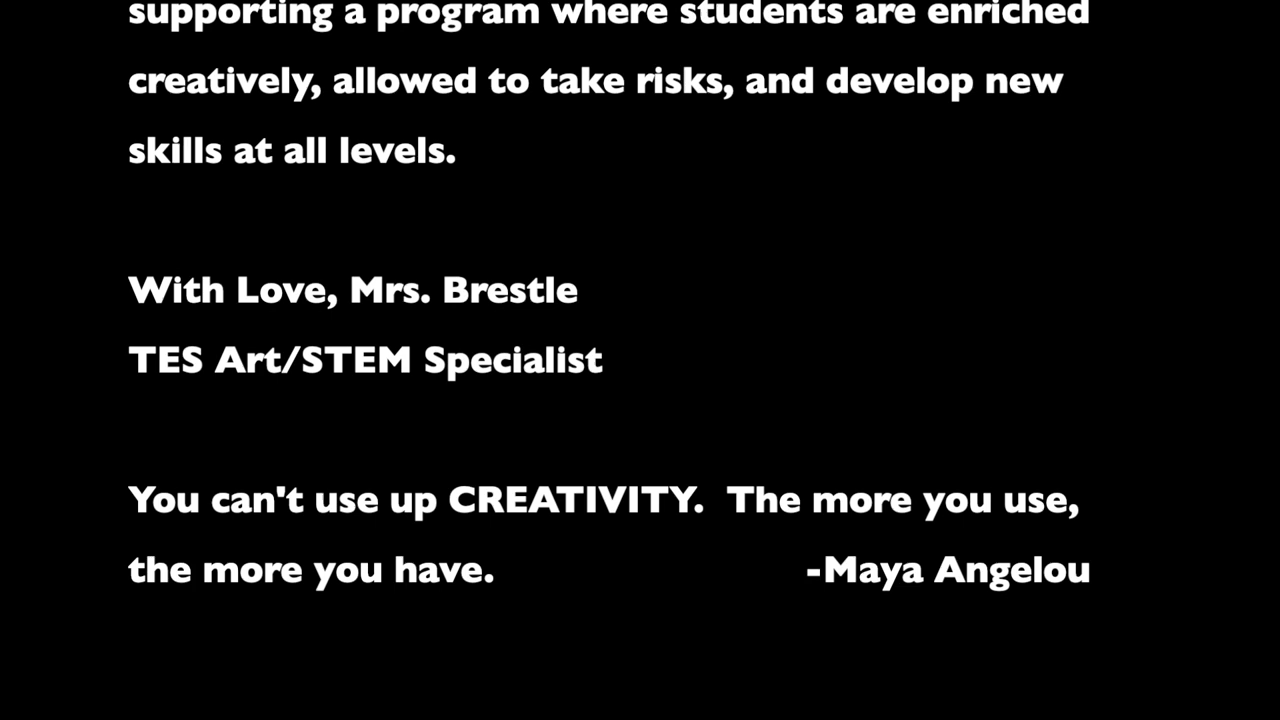 supporting a program where students are enriched
creatively, allowed to take risks, and develop new
skills at all levels.
With Love, Mrs. Brestle
TES Art/STEM Specialist
You can't use up CREATIVITY.  The more you use,
the more you have. -Maya Angelou